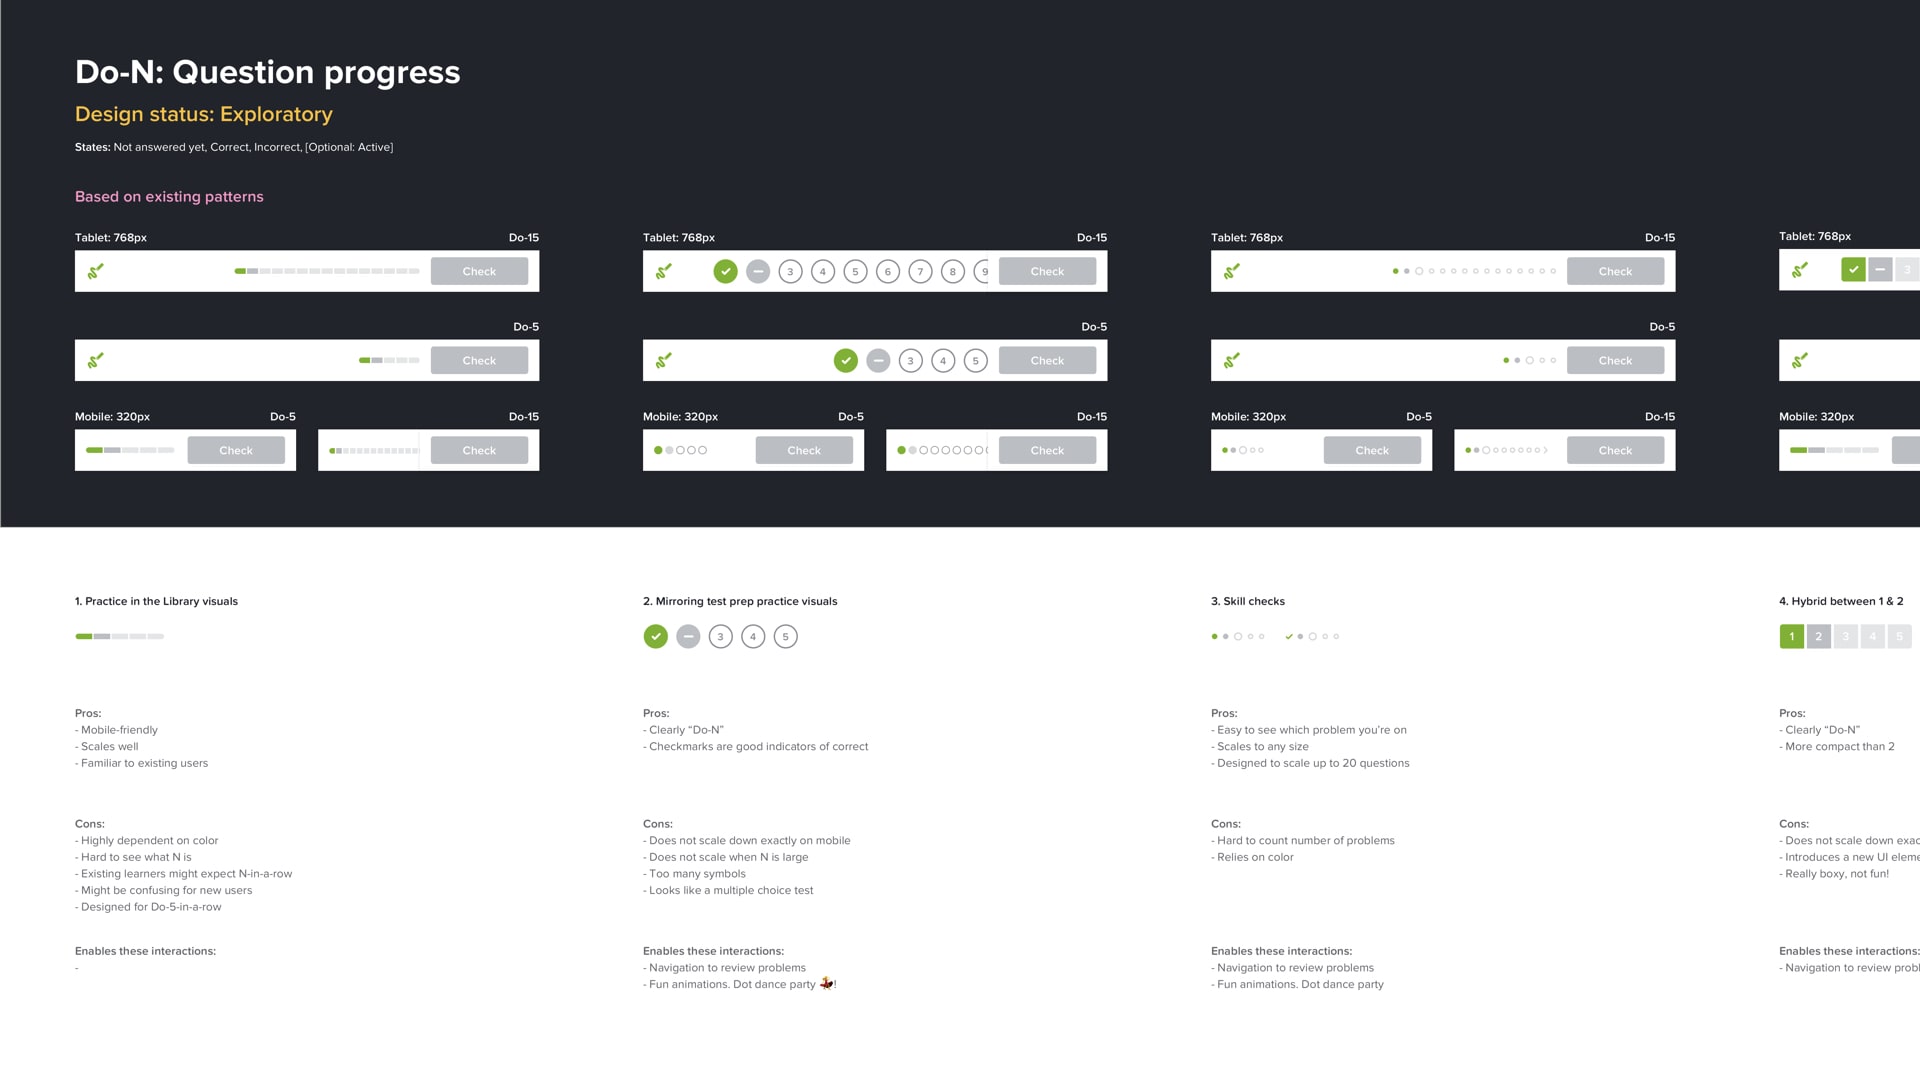 Do-N: Question progress
Design status: Exploratory
States: Not answered yet, Correct, Incorrect, [Optional: Active]
Based on existing patterns
Tablet: 768px Do-15
Check
Do-5
Check
Mobile: 320px Do-5
Check
Do-15
Check
Tablet: 768px Do-15
3 4 5 6 7 8 9
Check
Do-5
3 4 5
Check
Mobile: 320px Do-5
Check
Do-15
Check
Tablet: 768px Do-15
Check
Do-5
Check
Mobile: 320px Do-5
Check
Do-15
Check
Tablet: 768px
3
Mobile: 320px
1. Practice in the Library visuals
Pros:
- Mobile-friendly
- Scales well
- Familiar to existing users
Cons:
- Highly dependent on color
- Hard to see what N is
- Existing learners might expect N-in-a-row
- Might be confusing for new users
- Designed for Do-5-in-a-row
Enables these interactions:
-
2. Mirroring test prep practice visuals
3 4 5
Pros:
- Clearly “Do-N”
- Checkmarks are good indicators of correct
Cons:
- Does not scale down exactly on mobile
- Does not scale when N is large
- Too many symbols
- Looks like a multiple choice test
Enables these interactions:
- Navigation to review problems
- Fun animations. Dot dance party 💃!
3. Skill checks
Pros:
- Easy to see which problem you’re on
- Scales to any size
- Designed to scale up to 20 questions
Cons:
- Hard to count number of problems
- Relies on color
Enables these interactions:
- Navigation to review problems
- Fun animations. Dot dance party
4. Hybrid between 1 & 2
1 2 3 4 5
Pros:
- Clearly “Do-N”
- More compact than 2
Cons:
- Does not scale down
- Introduces a new UI
- Really boxy, not fun!
Enables these interactions:
- Navigation to review